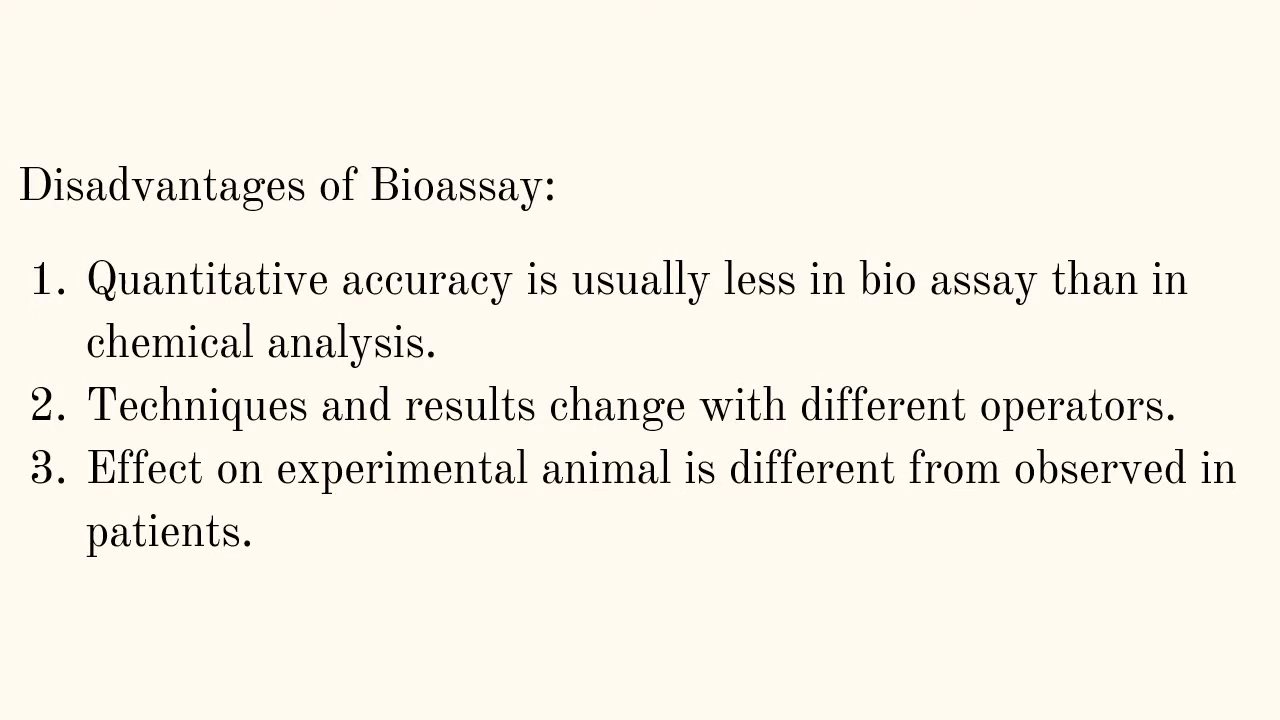 Disadvantages of Bioassay:
1. Quantitative accuracy is usually less in bio assay than in
chemical analysis.
2. Techniques and results change with different operators.
3. Effect on experimental animal is different from observed in
patients.